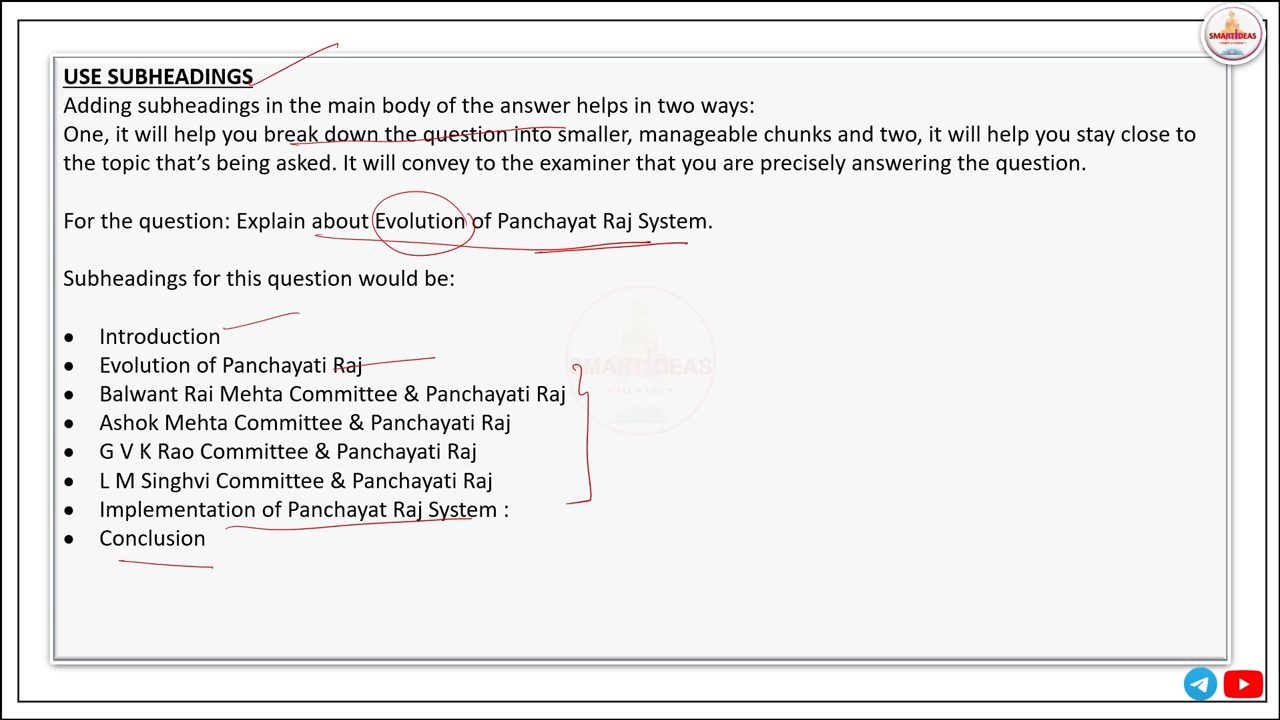 SMARTIDEAS
USE SUBHEADINGS
Adding subheadings in the main body of the answer helps in two ways:
One, it will help you break down the question into smaller, manageable chunks and two, it will help you stay close to
the topic that’s being asked. It will convey to the examiner that you are precisely answering the question.
For the question: Explain about Evolution of Panchayat Raj System.
Subheadings for this question would be:
● Introduction
● Evolution of Panchayati Raj
● Balwant Rai Mehta Committee & Panchayati Raj
● Ashok Mehta Committee & Panchayati Raj
● G V K Rao Committee & Panchayati Raj
● L M Singhvi Committee & Panchayati Raj
● Implementation of Panchayat Raj System :
● Conclusion
SMARTIDEAS